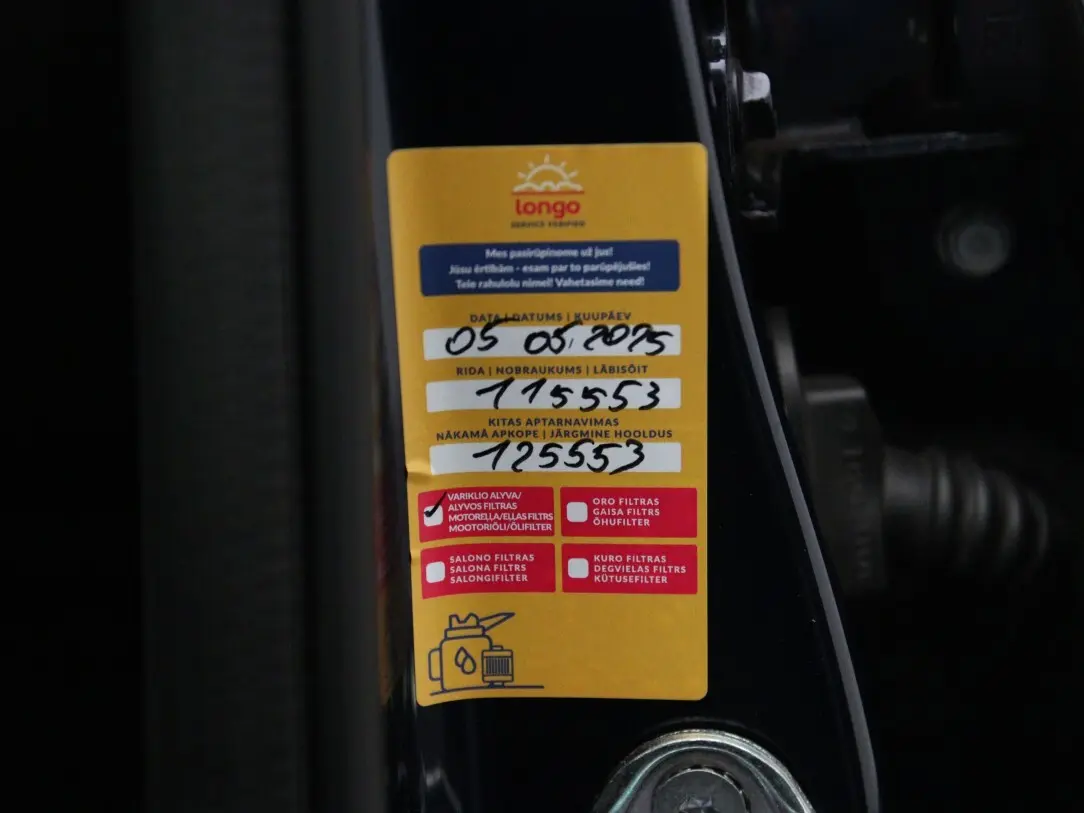 longo
SERVICE VERIFIED
Mes pasirūpinome už jus!
Jūsu ērtībām - esam par to parūpējušies!
Teie rahulolu nimel! Vahetasime need!
DATA | DATUMS | KUUPÄEV
05 05.2025
RIDA | NOBRAUKUMS | LÄBISÕIT
115553
KITAS APTARNAVIMAS
NĀKAMĀ APKOPE | JÄRGMINE HOOLDUS
125553
VARIKLIO ALYVA/
ALYVOS FILTRAS
MOTOREĻĻA/EĻĻAS FILTRS
MOOTORIÕLI/ÕLIFILTER
ORO FILTRAS
GAISA FILTRS
ÕHUFILTER
SALONO FILTRAS
SALONA FILTRS
SALONGIFILTER
KURO FILTRAS
DEGVIELAS FILTRS
KÜTUSEFILTER